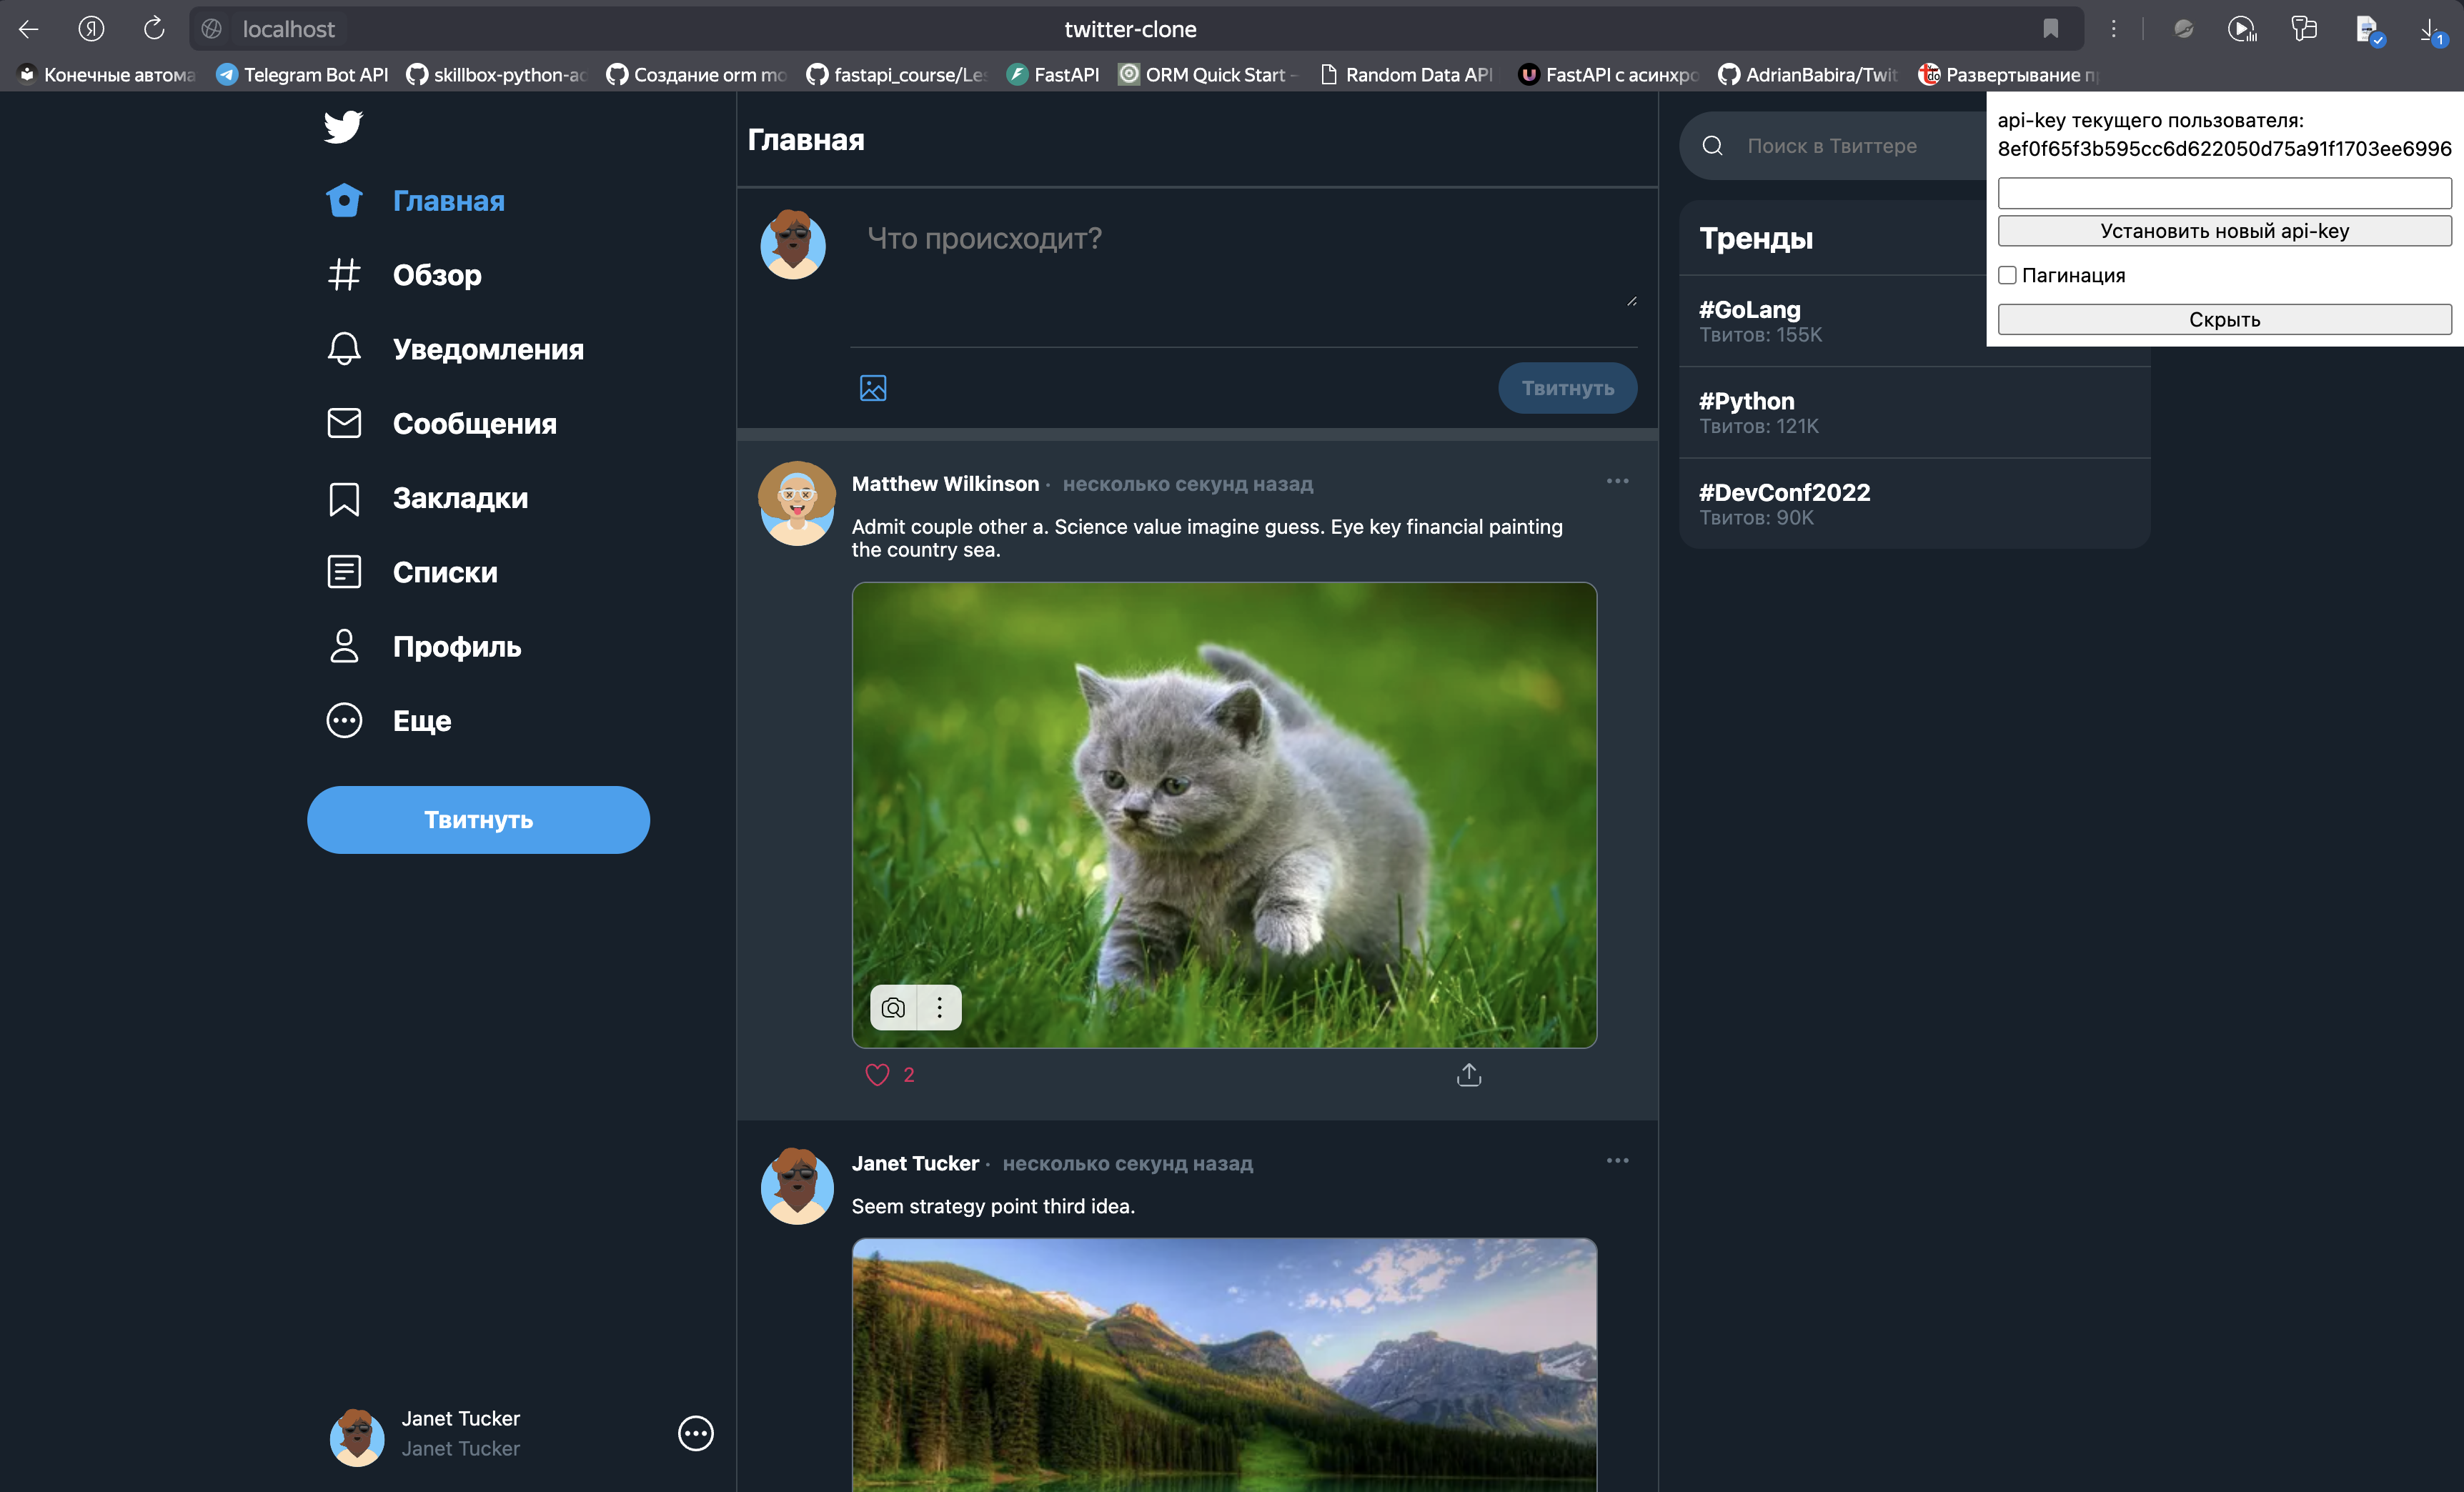 localhost
twitter-clone
Конечные автома
Telegram Bot API
skillbox-python-ad
Создание orm mo
fastapi_course/Les
FastAPI
ORM Quick Start -
Random Data API
FastAPI с асинхро
AdrianBabira/Twit
Развертывание п
1
Главная
Обзор
Уведомления
Сообщения
Закладки
Списки
Профиль
Еще
Твитнуть
Janet Tucker
Janet Tucker
Главная
Что происходит?
Твитнуть
Matthew Wilkinson · несколько секунд назад
Admit couple other a. Science value imagine guess. Eye key financial painting
the country sea.
2
Janet Tucker · несколько секунд назад
Seem strategy point third idea.
Поиск в Твиттере
Тренды
#GoLang
Твитов: 155K
#Python
Твитов: 121K
#DevConf2022
Твитов: 90K
api-key текущего пользователя:
8ef0f65f3b595cc6d622050d75a91f1703ee6996
Установить новый api-key
Пагинация
Скрыть